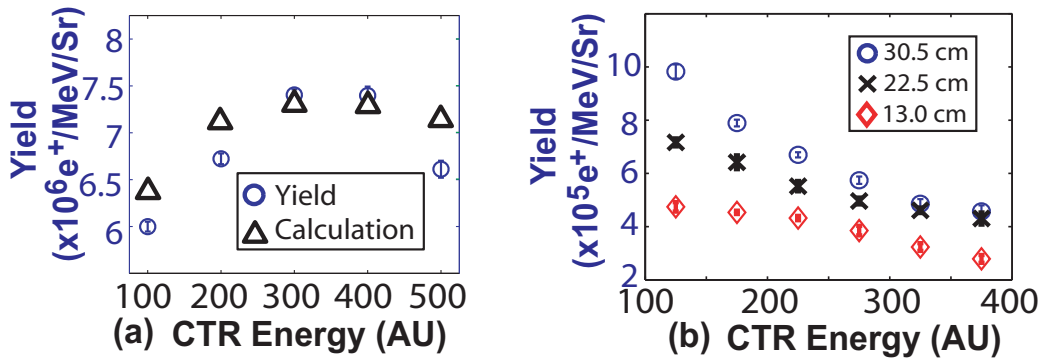 Yield
(x10⁶e⁺/MeV/Sr)
8
7.5
7
6.5
6
100 200 300 400 500
Yield
Calculation
(a) CTR Energy (AU)
Yield
(x10⁵e⁺/MeV/Sr)
10
8
6
4
2
100 200 300 400
30.5 cm
22.5 cm
13.0 cm
(b) CTR Energy (AU)